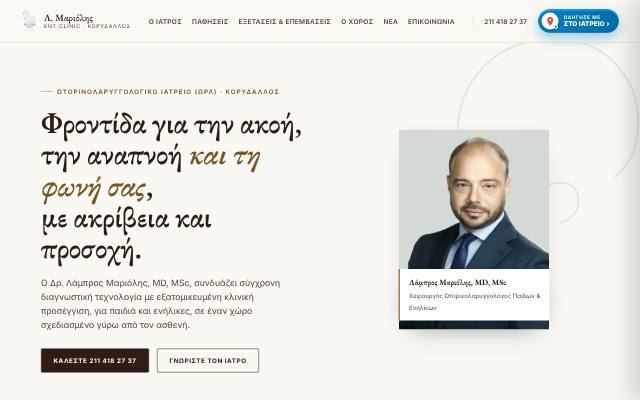 Λ. Μαριόλης
ENT CLINIC · ΚΟΡΥΔΑΛΛΟΣ
Ο ΙΑΤΡΟΣ
ΠΑΘΗΣΕΙΣ
ΕΞΕΤΑΣΕΙΣ & ΕΠΕΜΒΑΣΕΙΣ
Ο ΧΩΡΟΣ
ΝΕΑ
ΕΠΙΚΟΙΝΩΝΙΑ
211 418 27 37
ΟΔΗΓΗΣΕ ΜΕ
ΣΤΟ ΙΑΤΡΕΙΟ ›
ΩΤΟΡΙΝΟΛΑΡΥΓΓΟΛΟΓΙΚΟ ΙΑΤΡΕΙΟ (ΩΡΛ) · ΚΟΡΥΔΑΛΛΟΣ
Φροντίδα για την ακοή,
την αναπνοή και τη
φωνή σας,
με ακρίβεια και
προσοχή.
Ο Δρ. Λάμπρος Μαριόλης, MD, MSc, συνδυάζει σύγχρονη
διαγνωστική τεχνολογία με εξατομικευμένη κλινική
προσέγγιση, για παιδιά και ενήλικες, σε έναν χώρο
σχεδιασμένο γύρω από τον ασθενή.
ΚΑΛΕΣΤΕ 211 418 27 37
ΓΝΩΡΙΣΤΕ ΤΟΝ ΙΑΤΡΟ
Λάμπρος Μαριόλης, MD, MSc
Χειρουργός Ωτορινολαρυγγολόγος Παίδων &
Ενηλίκων